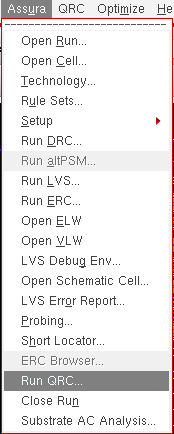 Assura QRC Optimize He
Open Run...
Open Cell...
Technology...
Rule Sets...
Setup
Run DRC...
Run altPSM...
Run LVS...
Run ERC...
Open ELW
Open VLW
LVS Debug Env...
Open Schematic Cell...
LVS Error Report...
Probing...
Short Locator...
ERC Browser...
Run QRC...
Close Run
Substrate AC Analysis...